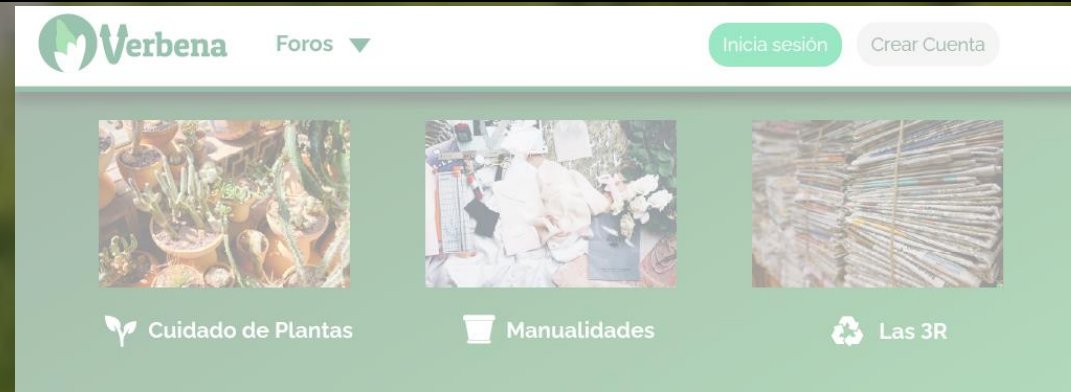 Verbena
Foros
Inicia sesión
Crear Cuenta
Cuidado de Plantas
Manualidades
Las 3R